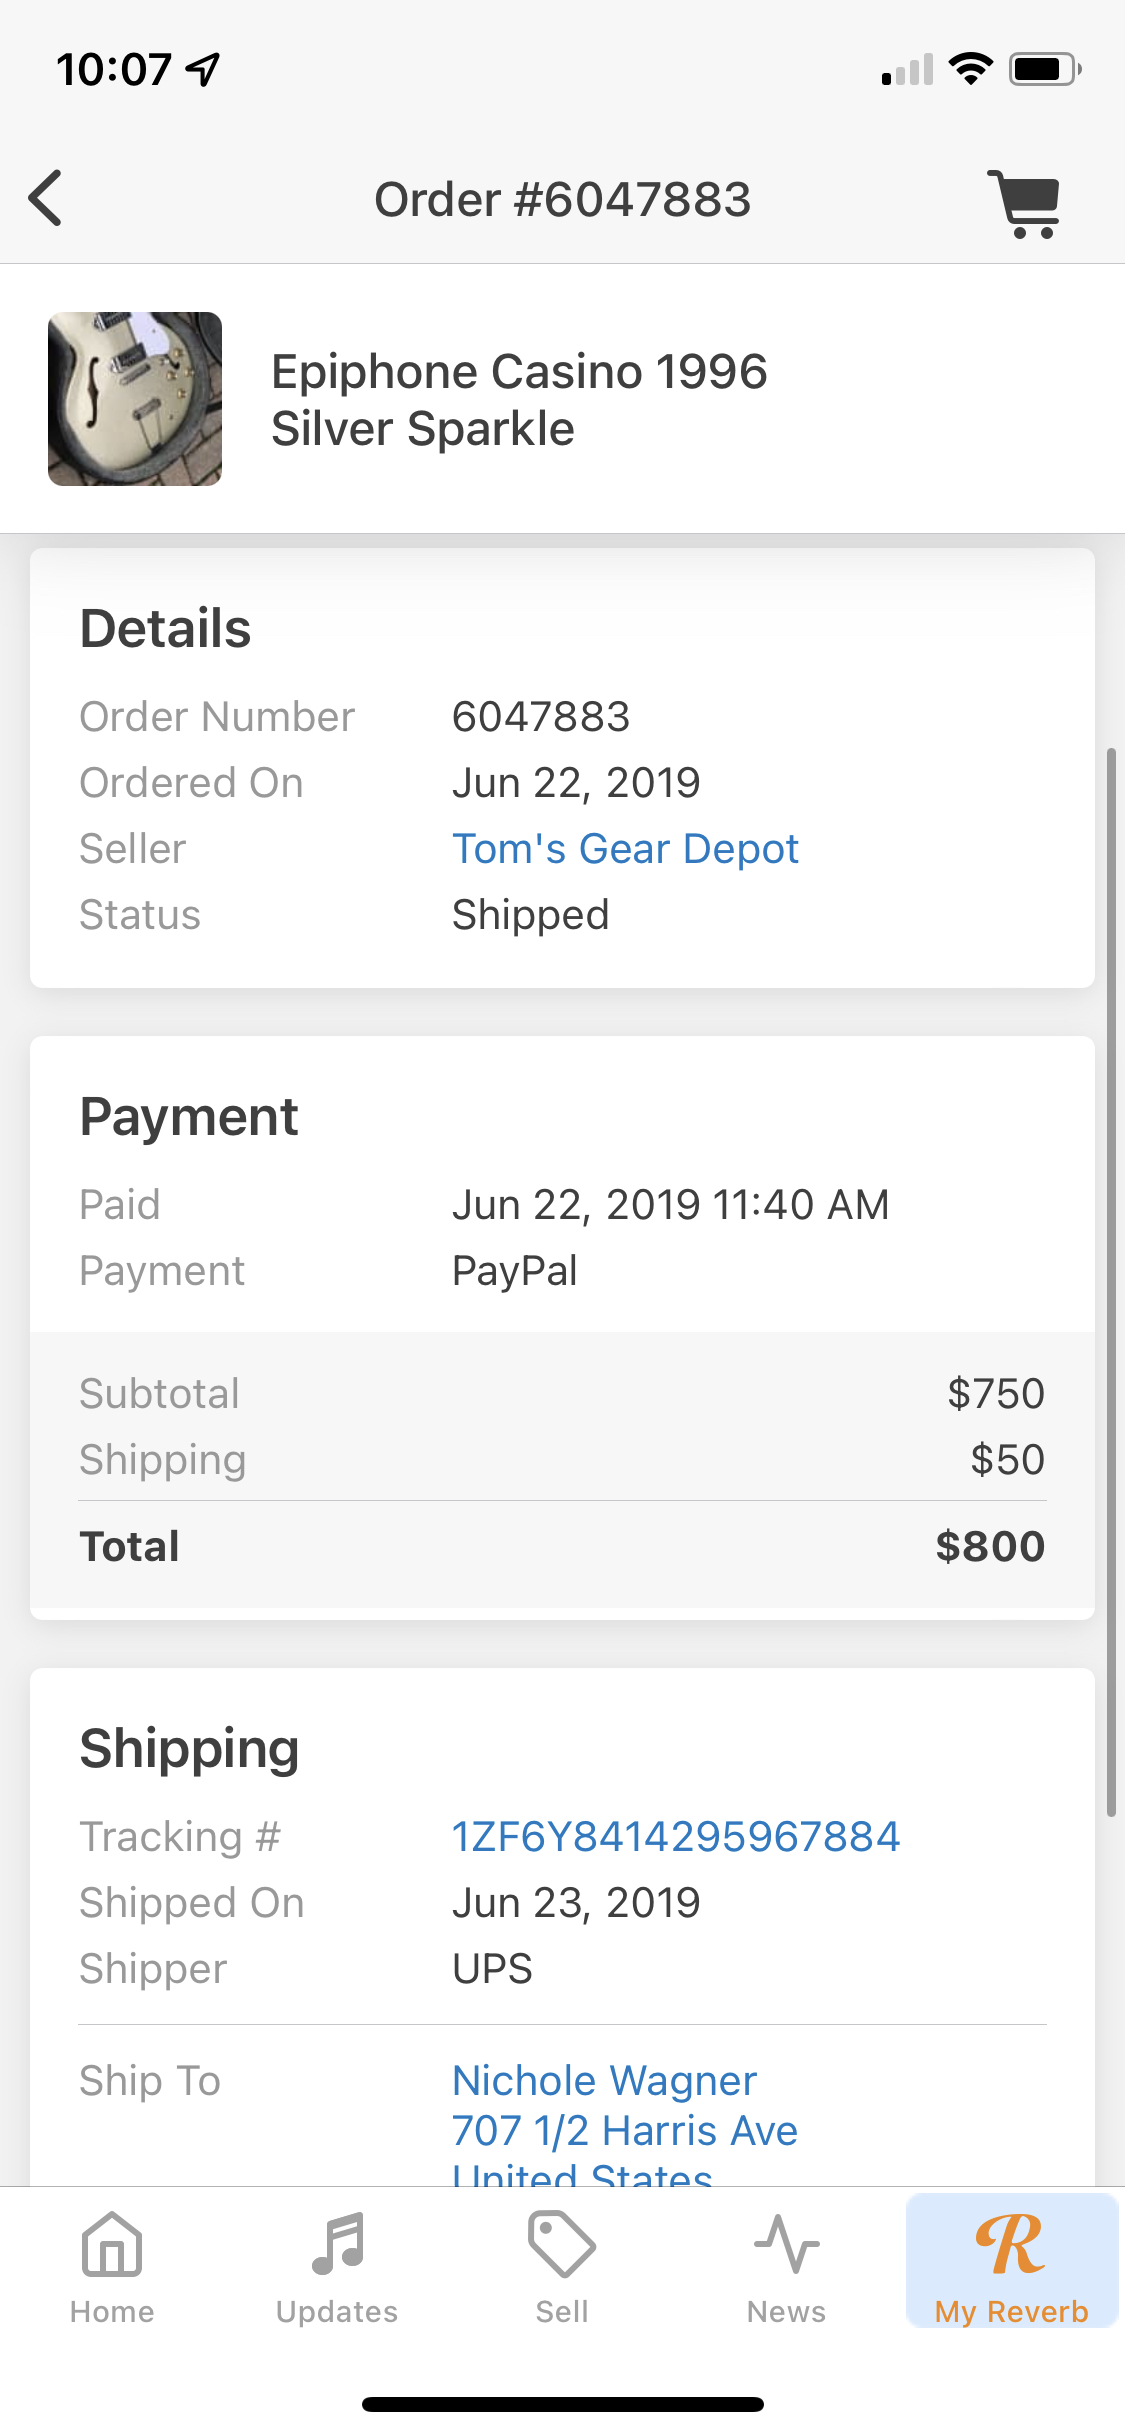 10:07
Order #6047883
Epiphone Casino 1996
Silver Sparkle
Details
Order Number 6047883
Ordered On Jun 22, 2019
Seller Tom's Gear Depot
Status Shipped
Payment
Paid Jun 22, 2019 11:40 AM
Payment PayPal
Subtotal $750
Shipping $50
Total $800
Shipping
Tracking # 1ZF6Y8414295967884
Shipped On Jun 23, 2019
Shipper UPS
Ship To Nichole Wagner
707 1/2 Harris Ave
United States
Home Updates Sell News My Reverb